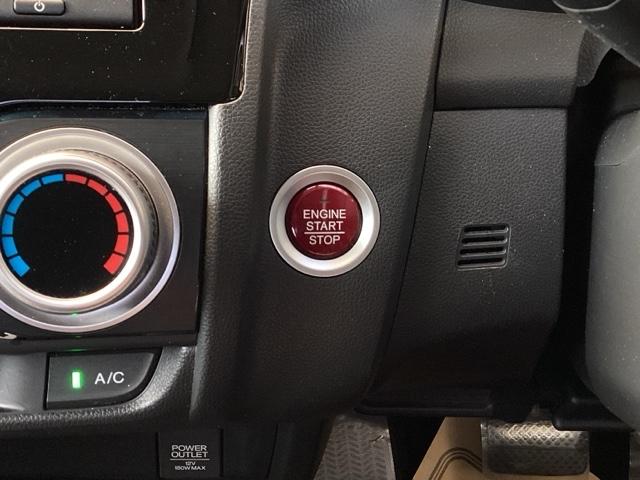 ENGINE
START
STOP
A/C
POWER
OUTLET
12V
180W MAX